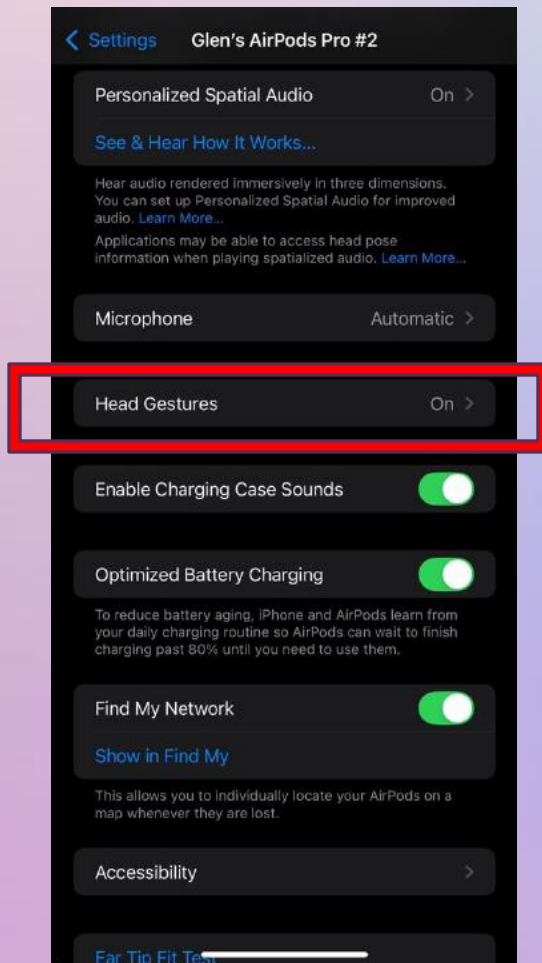 Settings
Glen's AirPods Pro #2
Personalized Spatial Audio
On
See & Hear How It Works...
Hear audio rendered immersively in three dimensions.
You can set up Personalized Spatial Audio for improved
audio. Learn More...
Applications may be able to access head pose
information when playing spatialized audio. Learn More...
Microphone
Automatic
Head Gestures
On
Enable Charging Case Sounds
Optimized Battery Charging
To reduce battery aging, iPhone and AirPods learn from
your daily charging routine so AirPods can wait to finish
charging past 80% until you need to use them.
Find My Network
Show in Find My
This allows you to individually locate your AirPods on a
map whenever they are lost.
Accessibility
Ear Tip Fit Test